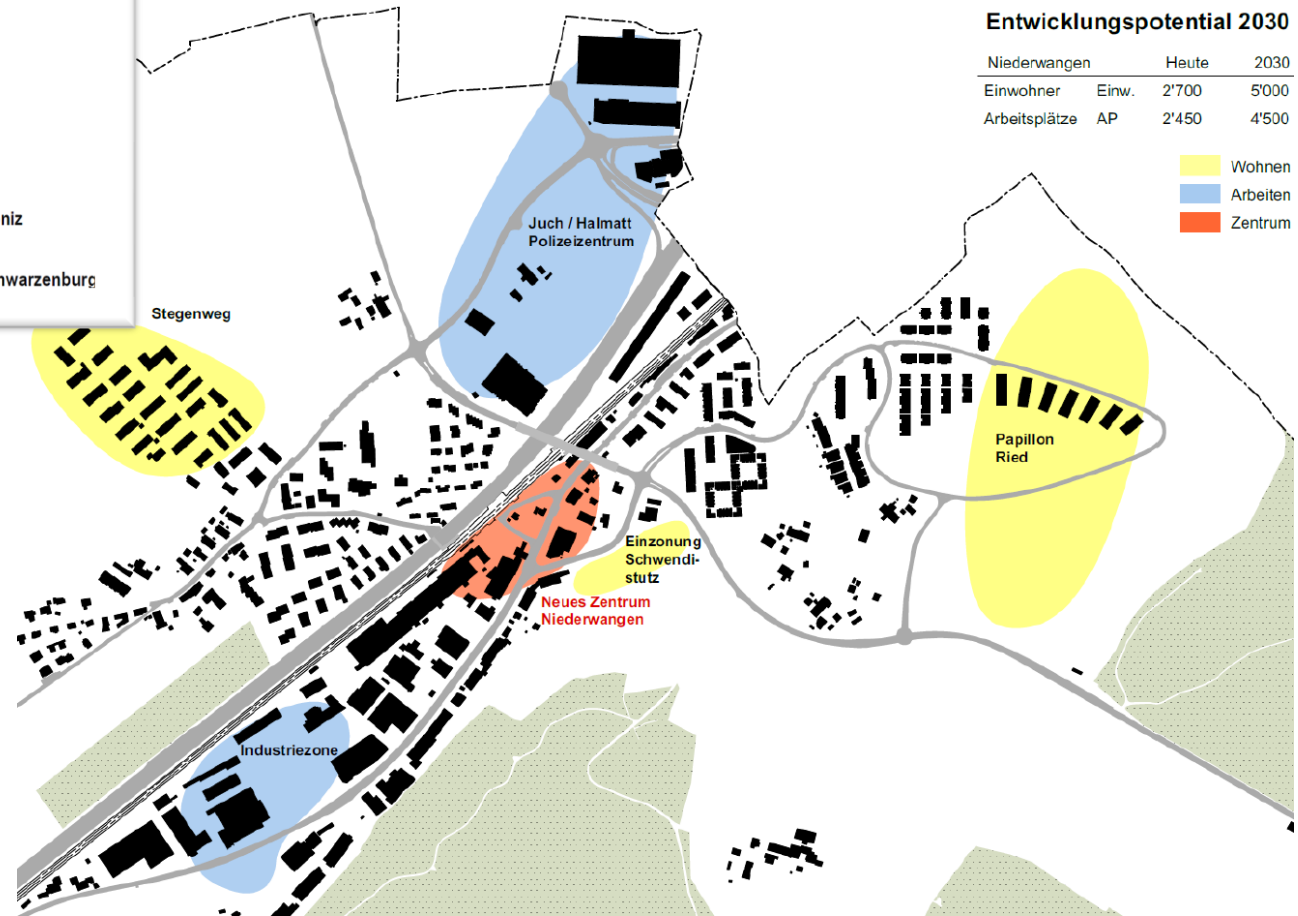 Entwicklungspotential 2030
Niederwangen Heute 2030
Einwohner Einw. 2'700 5'000
Arbeitsplätze AP 2'450 4'500
Wohnen
Arbeiten
Zentrum
niz
hwarzenburg
Juch / Halmatt
Polizeizentrum
Stegenweg
Papillon
Ried
Einzonung
Schwendi-
stutz
Neues Zentrum
Niederwangen
Industriezone